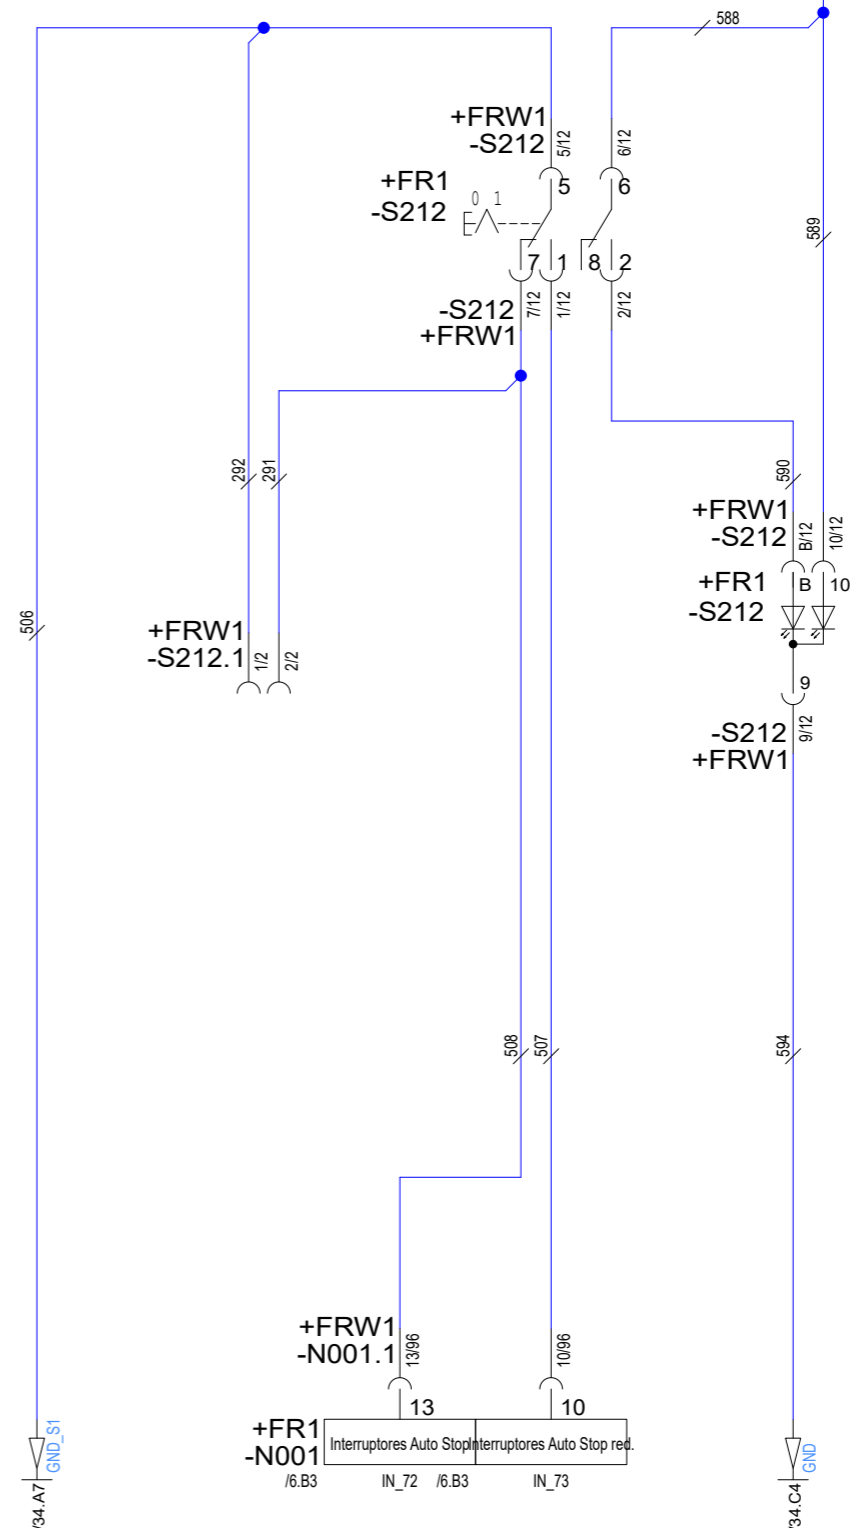 588
+FRW1
-S212
5/12
6/12
+FR1
-S212
0 1
5
6
589
7
1
8
2
-S212
+FRW1
7/12
1/12
2/12
292
291
590
+FRW1
-S212
B/12
10/12
+FR1
-S212
B
10
506
+FRW1
-S212.1
1/2
2/2
9
-S212
+FRW1
9/12
508
507
594
+FRW1
-N001.1
13/96
10/96
13
10
+FR1
-N001
Interruptores Auto Stop
Interruptores Auto Stop red.
/6.B3
IN_72
/6.B3
IN_73
GND_S1
/34.A7
GND
/34.C4